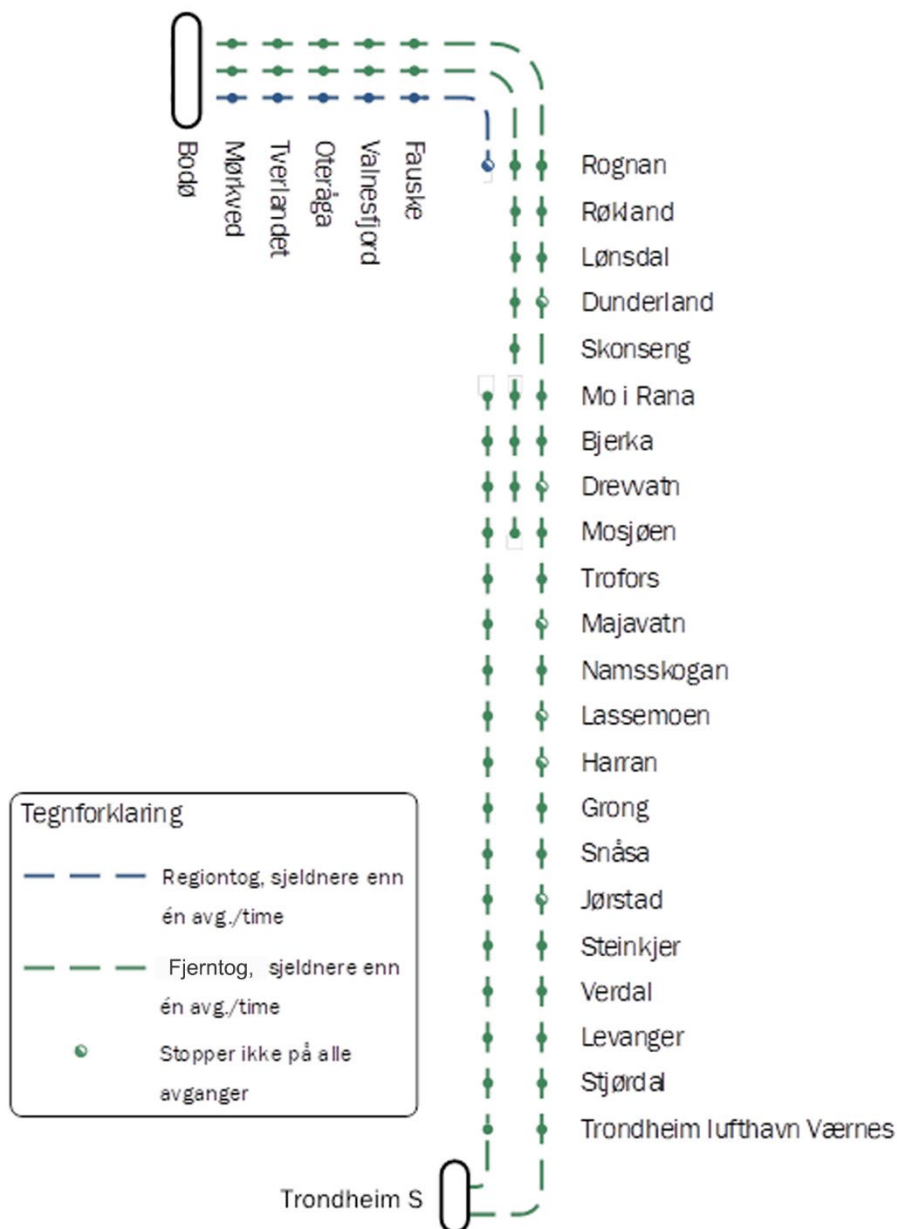 Bodø
Mørkved
Tverlandet
Oteråga
Valnesfjord
Fauske
Rognan
Røkland
Lønsdal
Dunderland
Skonseng
Mo i Rana
Bjerka
Drevvatn
Mosjøen
Trofors
Majavatn
Namsskogan
Lassemoen
Harran
Grong
Snåsa
Jørstad
Steinkjer
Verdal
Levanger
Stjørdal
Trondheim lufthavn Værnes
Trondheim S
Tegnforklaring
Regiontog, sjeldnere enn
én avg./time
Fjerntog, sjeldnere enn
én avg./time
Stopper ikke på alle
avganger